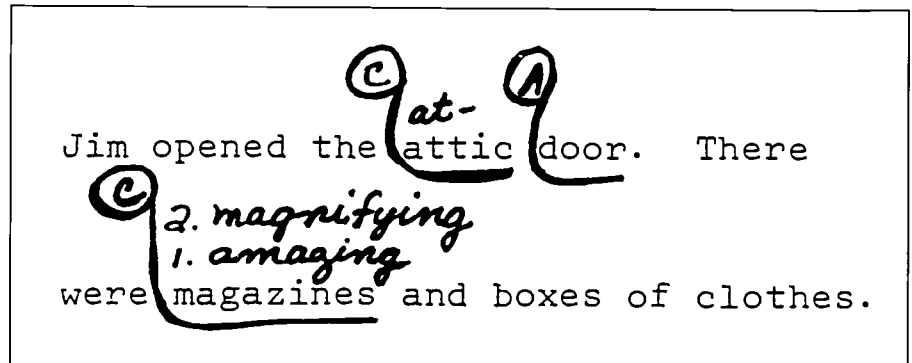 C A
at-
Jim opened the attic door. There
C
2. magnifying
1. amazing
were magazines and boxes of clothes.